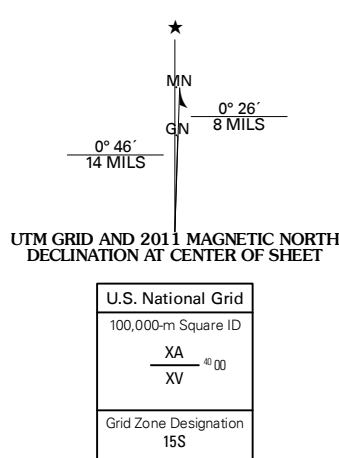 MN
0° 26´
8 MILS
GN
0° 46´
14 MILS
UTM GRID AND 2011 MAGNETIC NORTH
DECLINATION AT CENTER OF SHEET
U.S. National Grid
100,000-m Square ID
XA
40 00
XV
Grid Zone Designation
15S